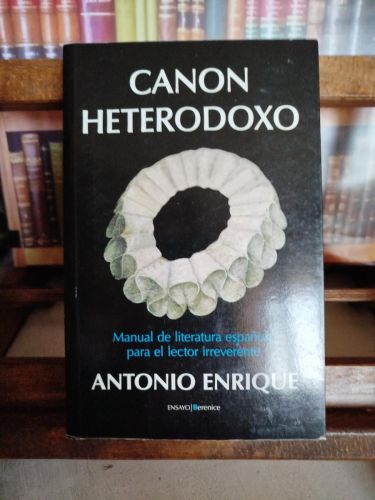 CANON
HETERODOXO
Manual de literatura española
para el lector irreverente
ANTONIO ENRIQUE
ENSAYO|Berenice